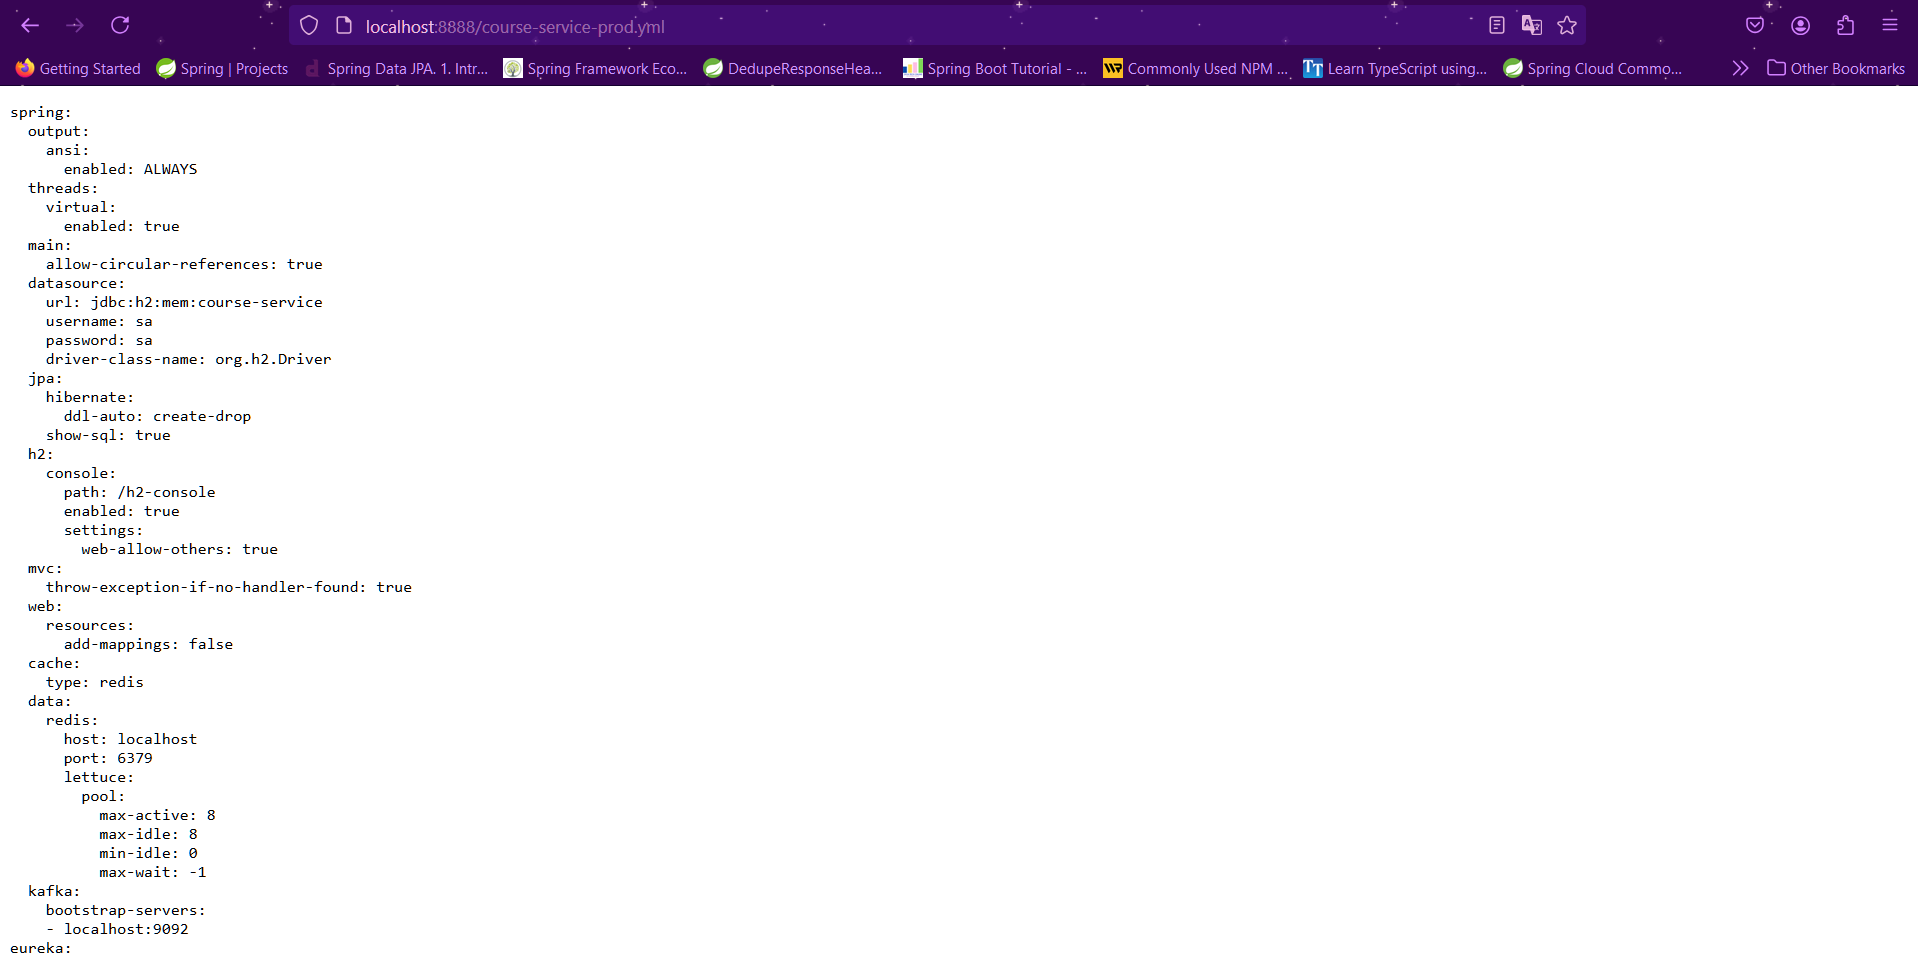 localhost:8888/course-service-prod.yml
Getting Started
Spring | Projects
Spring Data JPA. 1. Intr...
Spring Framework Eco...
DedupeResponseHea...
Spring Boot Tutorial - ...
Commonly Used NPM ...
Learn TypeScript using...
Spring Cloud Commo...
Other Bookmarks
spring:
  output:
    ansi:
      enabled: ALWAYS
  threads:
    virtual:
      enabled: true
  main:
    allow-circular-references: true
  datasource:
    url: jdbc:h2:mem:course-service
    username: sa
    password: sa
    driver-class-name: org.h2.Driver
  jpa:
    hibernate:
      ddl-auto: create-drop
    show-sql: true
  h2:
    console:
      path: /h2-console
      enabled: true
      settings:
        web-allow-others: true
  mvc:
    throw-exception-if-no-handler-found: true
  web:
    resources:
      add-mappings: false
  cache:
    type: redis
  data:
    redis:
      host: localhost
      port: 6379
      lettuce:
        pool:
          max-active: 8
          max-idle: 8
          min-idle: 0
          max-wait: -1
  kafka:
    bootstrap-servers:
    - localhost:9092
eureka: